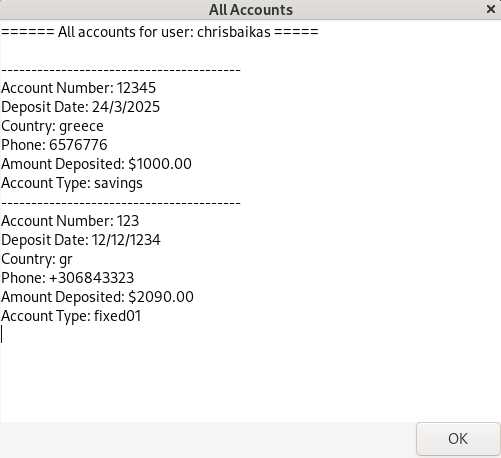 All Accounts
====== All accounts for user: chrisbaikas =====
----------------------------------------
Account Number: 12345
Deposit Date: 24/3/2025
Country: greece
Phone: 6576776
Amount Deposited: $1000.00
Account Type: savings
----------------------------------------
Account Number: 123
Deposit Date: 12/12/1234
Country: gr
Phone: +306843323
Amount Deposited: $2090.00
Account Type: fixed01
OK